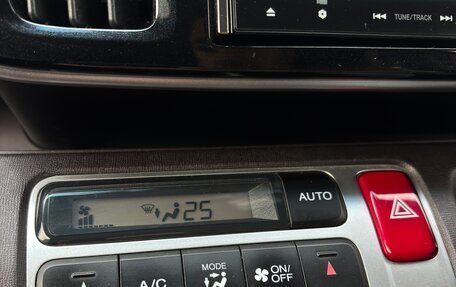 TUNE/TRACK
25
AUTO
A/C
MODE
ON/
OFF